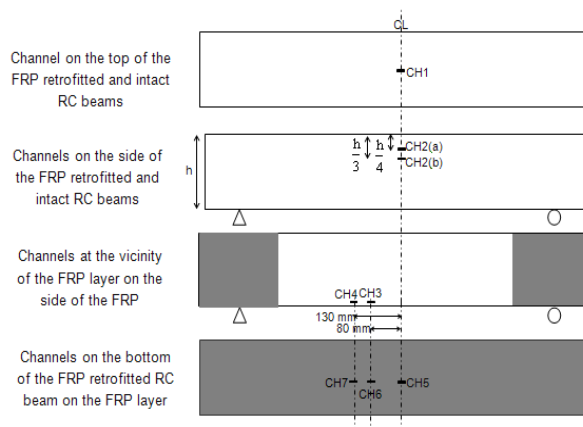 CL
Channel on the top of the
FRP retrofitted and intact
RC beams
CH1
Channels on the side of
the FRP retrofitted and
intact RC beams
h
h
3
h
4
CH2(a)
CH2(b)
Channels at the vicinity
of the FRP layer on the
side of the FRP
CH4 CH3
130 mm
80 mm
Channels on the bottom
of the FRP retrofitted RC
beam on the FRP layer
CH7
CH6
CH5